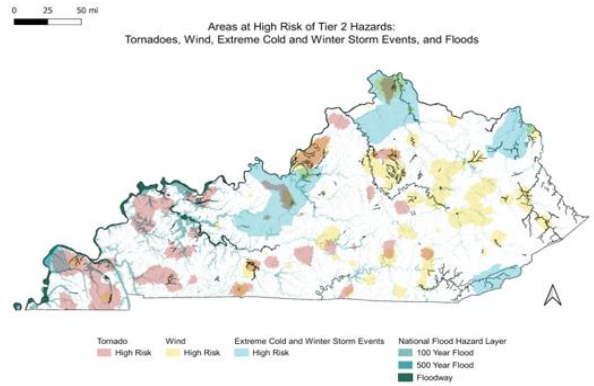 0 25 50 mi
Areas at High Risk of Tier 2 Hazards:
Tornadoes, Wind, Extreme Cold and Winter Storm Events, and Floods
Tornado Wind Extreme Cold and Winter Storm Events National Flood Hazard Layer
High Risk High Risk High Risk 100 Year Flood
500 Year Flood
Floodway